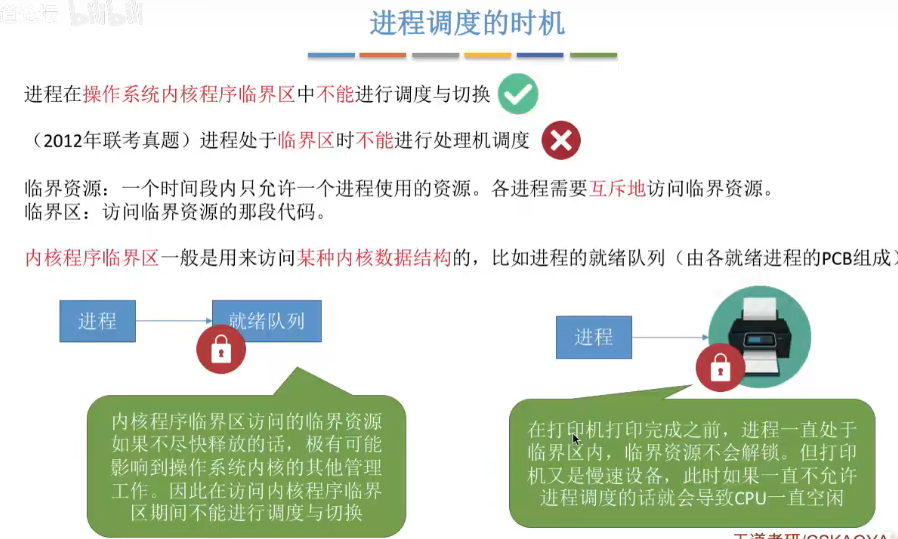 进程调度的时机
进程在操作系统内核程序临界区中不能进行调度与切换
（2012年联考真题）进程处于临界区时不能进行处理机调度
临界资源：一个时间段内只允许一个进程使用的资源。各进程需要互斥地访问临界资源。
临界区：访问临界资源的那段代码。
内核程序临界区一般是用来访问某种内核数据结构的，比如进程的就绪队列（由各就绪进程的PCB组成）
进程
就绪队列
内核程序临界区访问的临界资源
如果不尽快释放的话，极有可能
影响到操作系统内核的其他管理
工作。因此在访问内核程序临界
区期间不能进行调度与切换
进程
在打印机打印完成之前，进程一直处于
临界区内，临界资源不会解锁。但打印
机又是慢速设备，此时如果一直不允许
进程调度的话就会导致CPU一直空闲